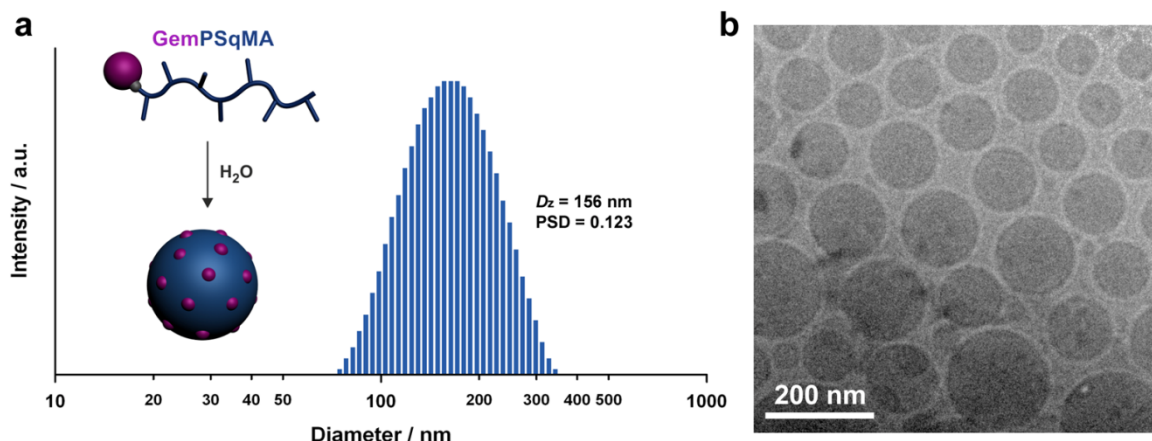 a
GemPSqMA
H₂O
Intensity / a.u.
Dz = 156 nm
PSD = 0.123
10 20 30 40 50 100 200 300 400 500 1000
Diameter / nm
b
200 nm